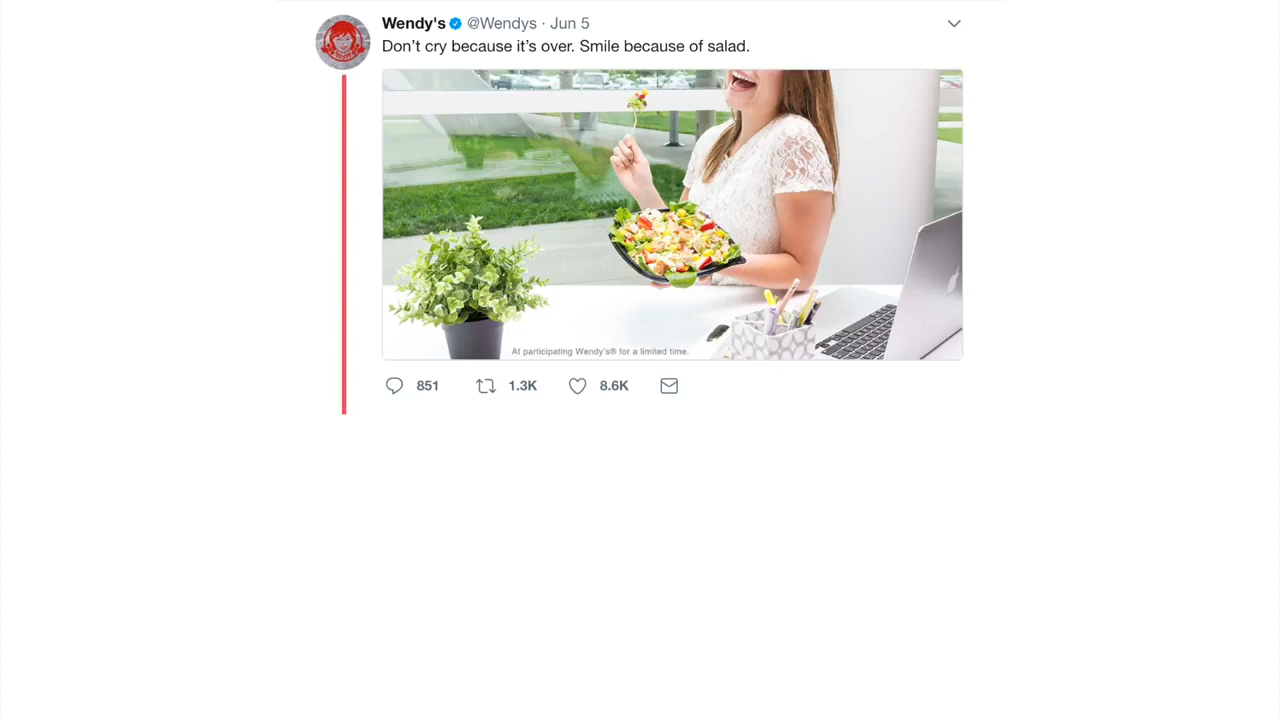 Wendy's @Wendys · Jun 5
Don’t cry because it’s over. Smile because of salad.
At participating Wendy's® for a limited time.
851 1.3K 8.6K